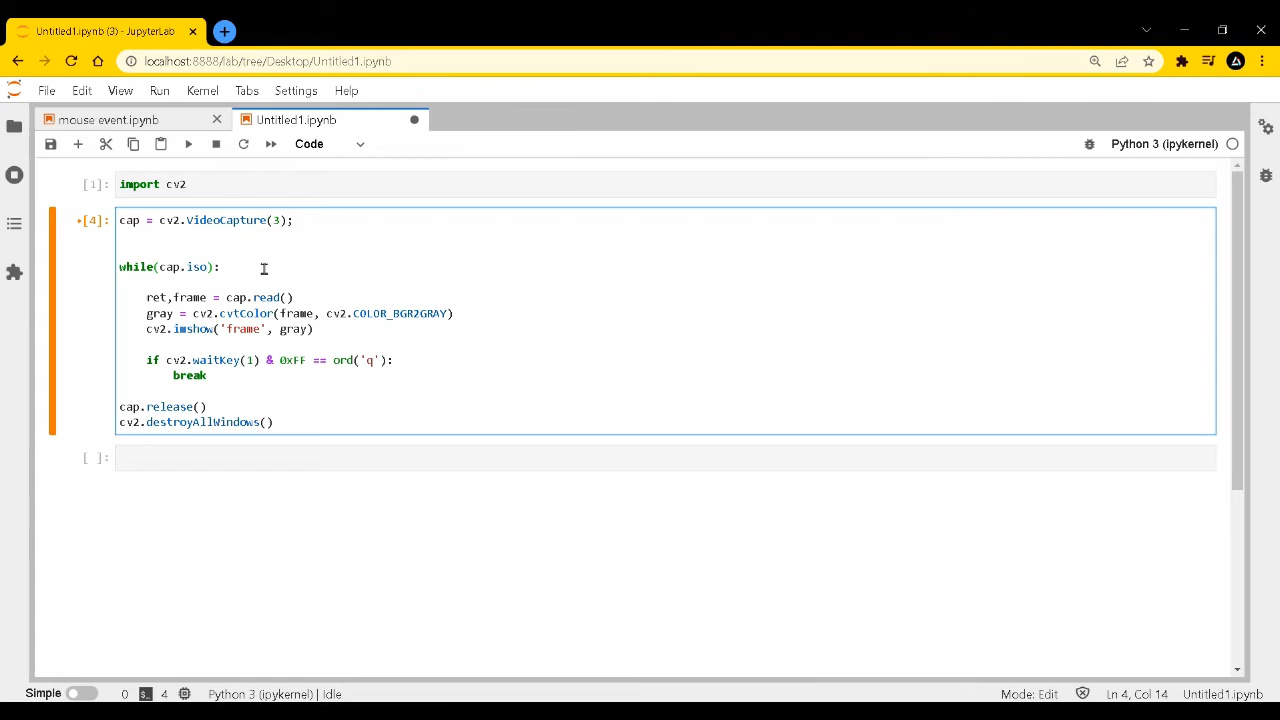 Untitled1.ipynb (3) - JupyterLab
localhost:8888/lab/tree/Desktop/Untitled1.ipynb
File Edit View Run Kernel Tabs Settings Help
mouse event.ipynb Untitled1.ipynb
Code Python 3 (ipykernel)
[1]: import cv2
[4]: cap = cv2.VideoCapture(3);
while(cap.iso):
ret,frame = cap.read()
gray = cv2.cvtColor(frame, cv2.COLOR_BGR2GRAY)
cv2.imshow('frame', gray)
if cv2.waitKey(1) & 0xFF == ord('q'):
break
cap.release()
cv2.destroyAllWindows()
[ ]:
Simple 0 $_ 4 Python 3 (ipykernel) | Idle Mode: Edit Ln 4, Col 14 Untitled1.ipynb